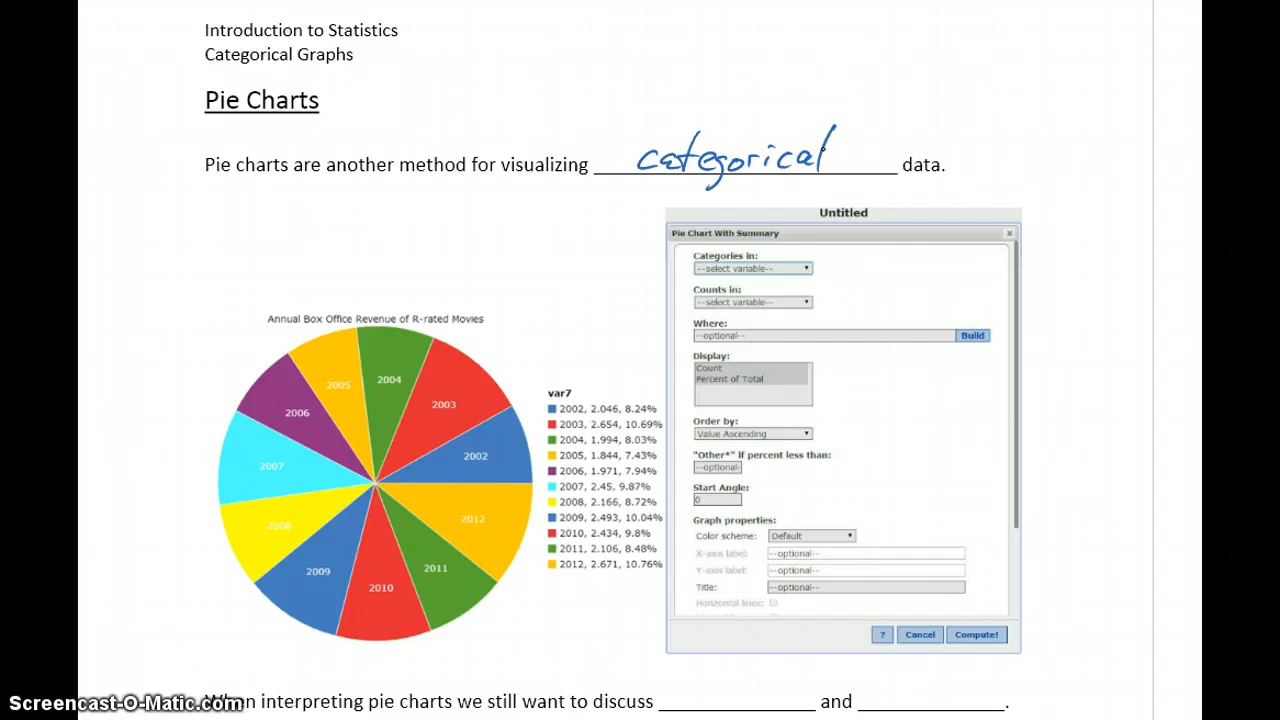 Introduction to Statistics
Categorical Graphs
Pie Charts
Pie charts are another method for visualizing categorical data.
Untitled
Pie Chart With Summary
Categories in:
--select variable--
Counts in:
--select variable--
Where:
--optional--
Build
Display:
Count
Percent of Total
Order by:
Value Ascending
"Other*" if percent less than:
--optional-
Start Angle:
0
Graph properties:
Color scheme: Default
X-axis label: --optional--
Y-axis label: --optional--
Title: --optional--
Horizontal lines:
? Cancel Compute!
Annual Box Office Revenue of R-rated Movies
2005
2004
2003
2006
2002
2007
2012
2008
2009
2010
2011
var7
2002, 2.046, 8.24%
2003, 2.654, 10.69%
2004, 1.994, 8.03%
2005, 1.844, 7.43%
2006, 1.971, 7.94%
2007, 2.45, 9.87%
2008, 2.166, 8.72%
2009, 2.493, 10.04%
2010, 2.434, 9.8%
2011, 2.106, 8.48%
2012, 2.671, 10.76%
interpreting pie charts we still want to discuss ______________ and ______________.
Screencast-O-Matic.com